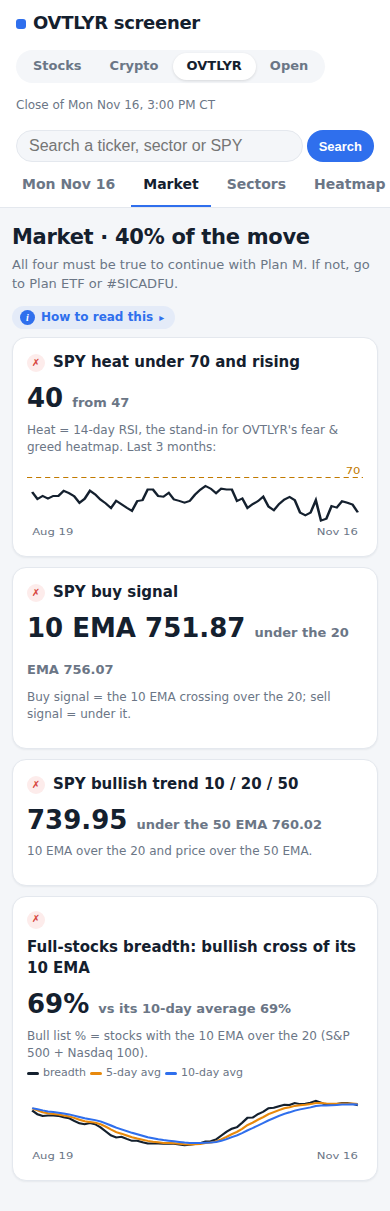 OVTLYR screener
Stocks Crypto OVTLYR Open
Close of Mon Nov 16, 3:00 PM CT
Search a ticker, sector or SPY Search
Mon Nov 16 Market Sectors Heatmap
Market · 40% of the move
All four must be true to continue with Plan M. If not, go
to Plan ETF or #SICADFU.
i How to read this ▸
✗ SPY heat under 70 and rising
40 from 47
Heat = 14-day RSI, the stand-in for OVTLYR's fear &
greed heatmap. Last 3 months:
70
Aug 19 Nov 16
✗ SPY buy signal
10 EMA 751.87 under the 20
EMA 756.07
Buy signal = the 10 EMA crossing over the 20; sell
signal = under it.
✗ SPY bullish trend 10 / 20 / 50
739.95 under the 50 EMA 760.02
10 EMA over the 20 and price over the 50 EMA.
✗
Full-stocks breadth: bullish cross of its
10 EMA
69% vs its 10-day average 69%
Bull list % = stocks with the 10 EMA over the 20 (S&P
500 + Nasdaq 100).
breadth 5-day avg 10-day avg
Aug 19 Nov 16